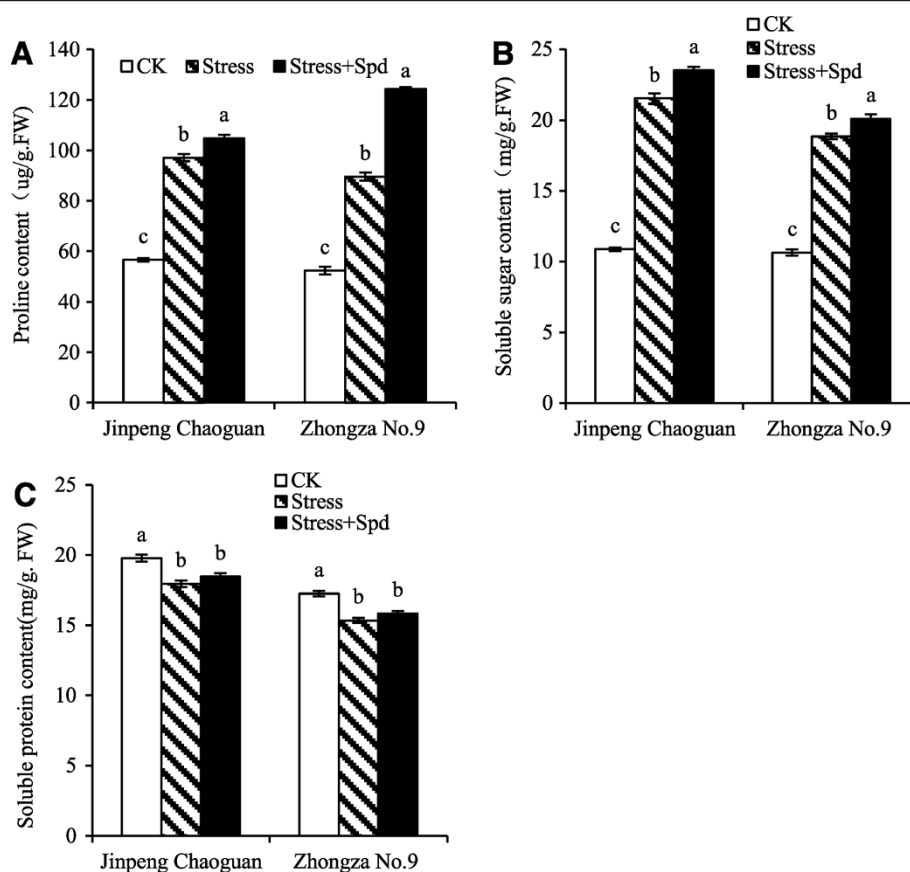 A
CK Stress Stress+Spd
Proline content（ug/g.FW)
140
120
100
80
60
40
20
0
c
b
a
c
b
a
Jinpeng Chaoguan Zhongza No.9
B
CK
Stress
Stress+Spd
Soluble sugar content（mg/g.FW)
25
20
15
10
5
0
c
b
a
c
b
a
Jinpeng Chaoguan Zhongza No.9
C
CK
Stress
Stress+Spd
Soluble protein content(mg/g. FW)
25
20
15
10
5
0
a
b
b
a
b
b
Jinpeng Chaoguan Zhongza No.9